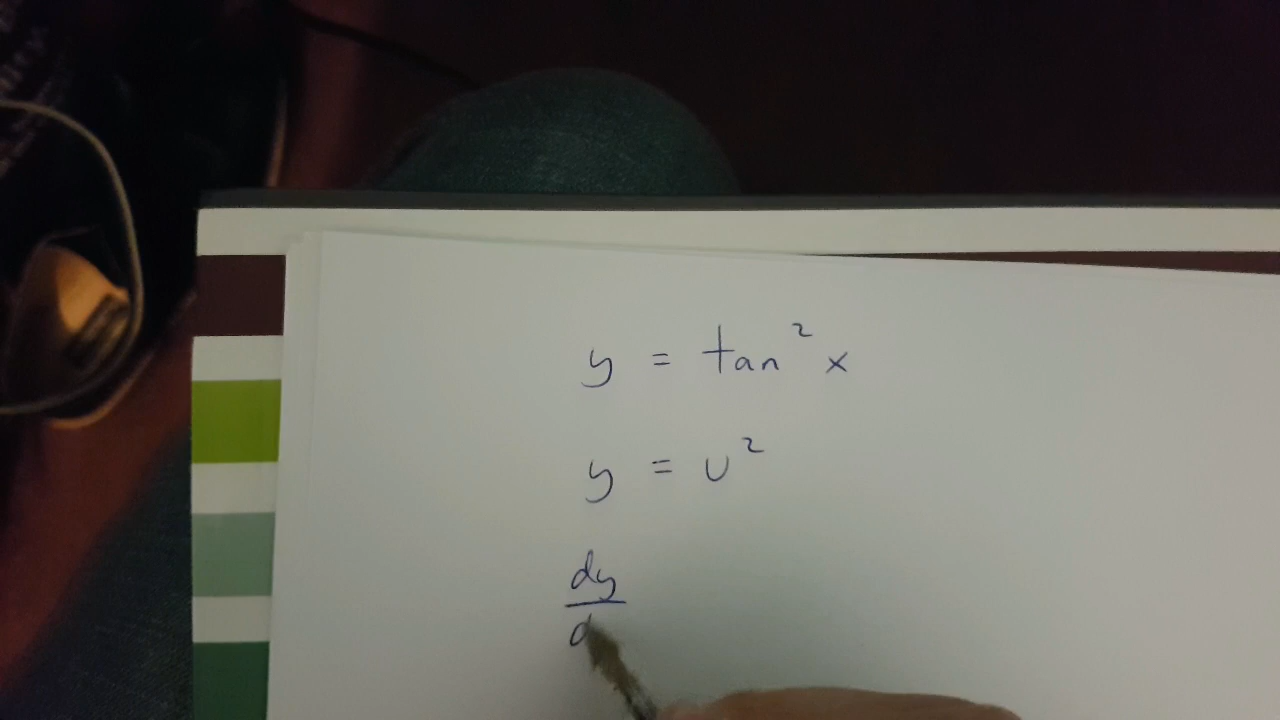 y = tan² x
y = u²
dy
d